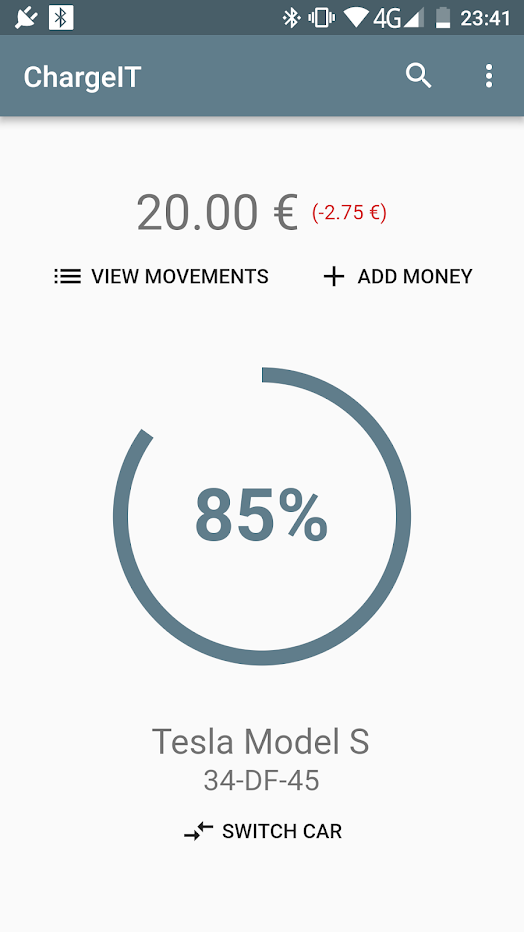 4G 23:41
ChargeIT
20.00 € (-2.75 €)
VIEW MOVEMENTS ADD MONEY
85%
Tesla Model S
34-DF-45
SWITCH CAR